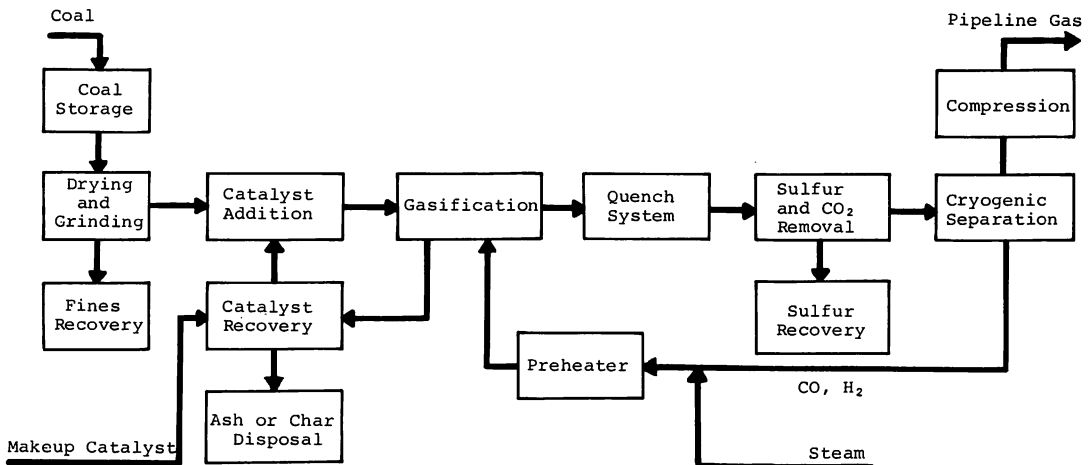 Coal
Pipeline Gas
Coal
Storage
Compression
Drying
and
Grinding
Catalyst
Addition
Gasification
Quench
System
Sulfur
and CO₂
Removal
Cryogenic
Separation
Fines
Recovery
Catalyst
Recovery
Sulfur
Recovery
Preheater
CO, H₂
Ash or Char
Disposal
Makeup Catalyst
Steam